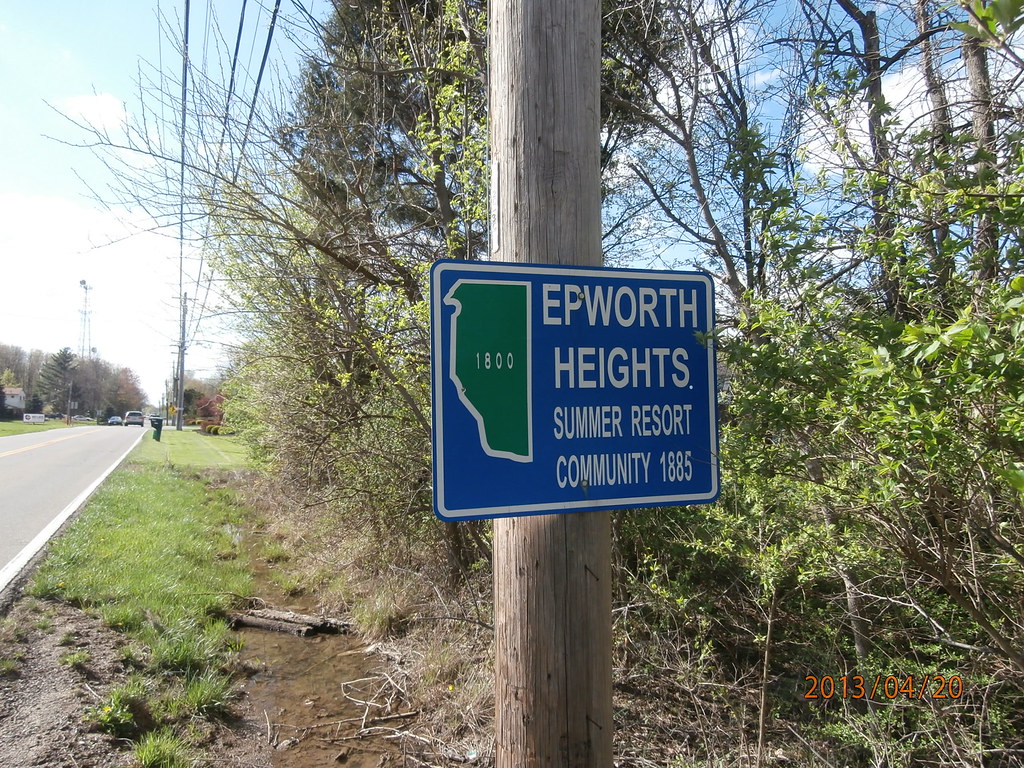 1800
EPWORTH
HEIGHTS.
SUMMER RESORT
COMMUNITY 1885
2013/04/20